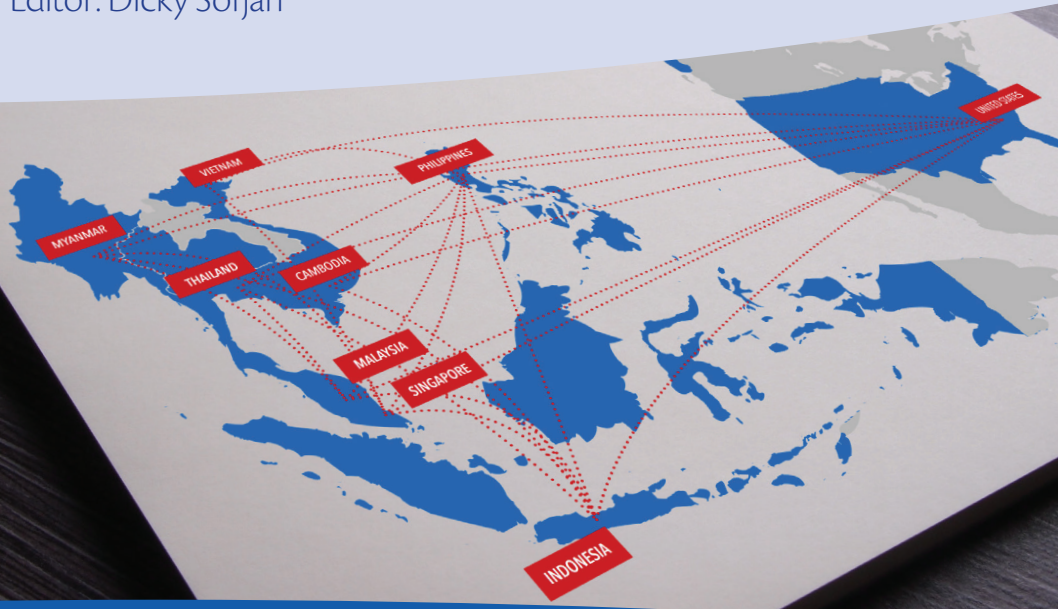 Editor: Dicky Sofjan
UNITED STATES
PHILIPPINES
VIETNAM
MYANMAR
THAILAND
CAMBODIA
MALAYSIA
SINGAPORE
INDONESIA